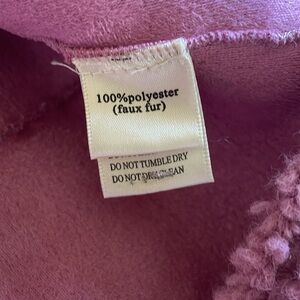 100%polyester
(faux fur)
DO NOT TUMBLE DRY
DO NOT DRY CLEAN